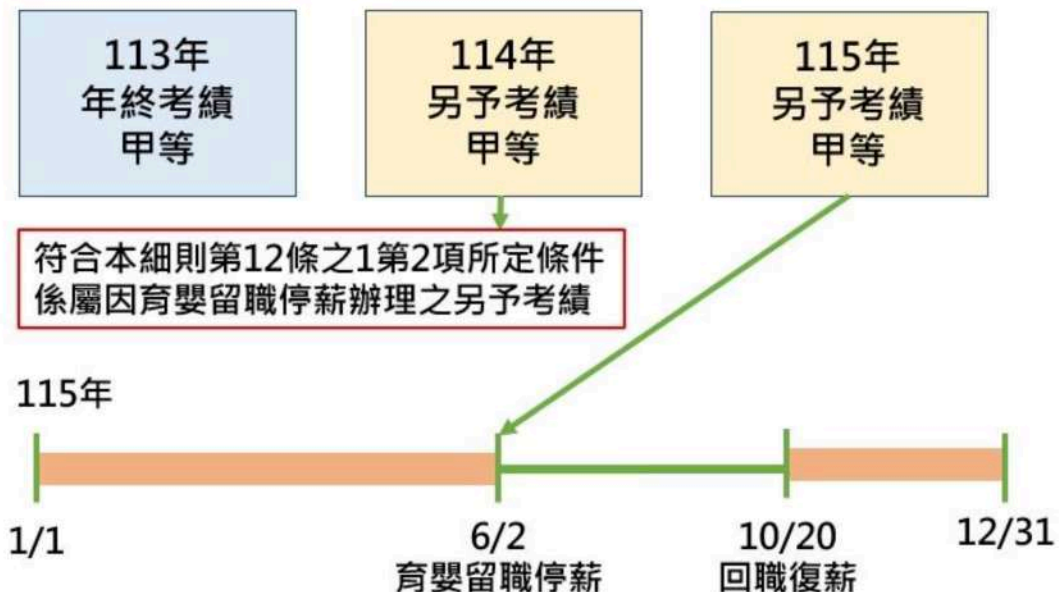 113年
年終考績
甲等
114年
另予考績
甲等
115年
另予考績
甲等
符合本細則第12條之1第2項所定條件
係屬因育嬰留職停薪辦理之另予考績
115年
1/1
6/2
育嬰留職停薪
10/20
回職復薪
12/31